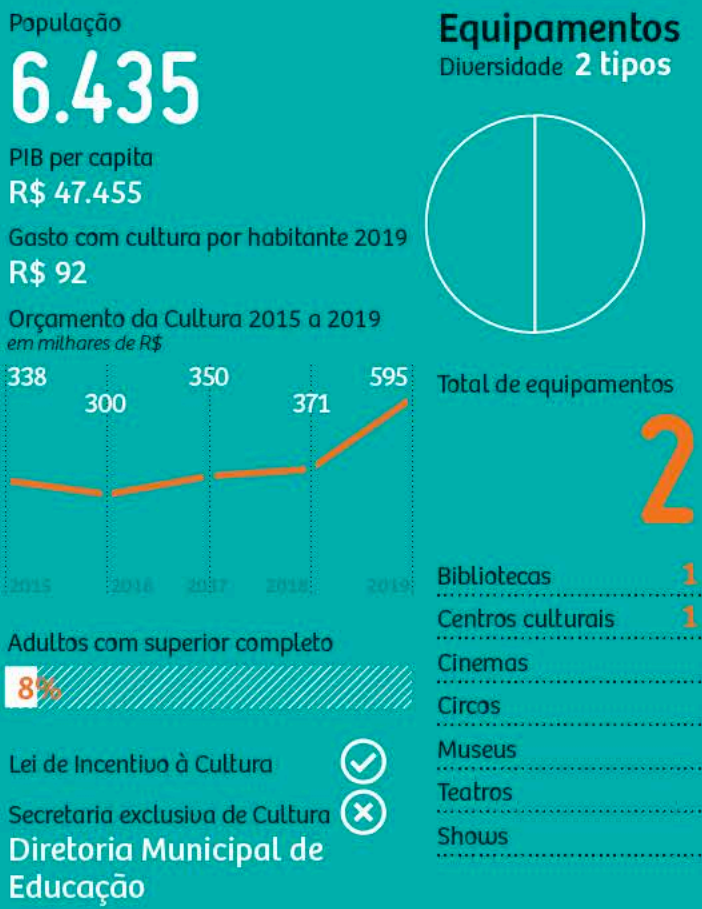 População
6.435
PIB per capita
R$ 47.455
Gasto com cultura por habitante 2019
R$ 92
Orçamento da Cultura 2015 a 2019
em milhares de R$
338
300
350
371
595
2015
2016
2017
2018
2019
Adultos com superior completo
8%
Lei de Incentivo à Cultura
Secretaria exclusiva de Cultura
Diretoria Municipal de
Educação
Equipamentos
Diversidade 2 tipos
Total de equipamentos
2
Bibliotecas 1
Centros culturais 1
Cinemas
Circos
Museus
Teatros
Shows